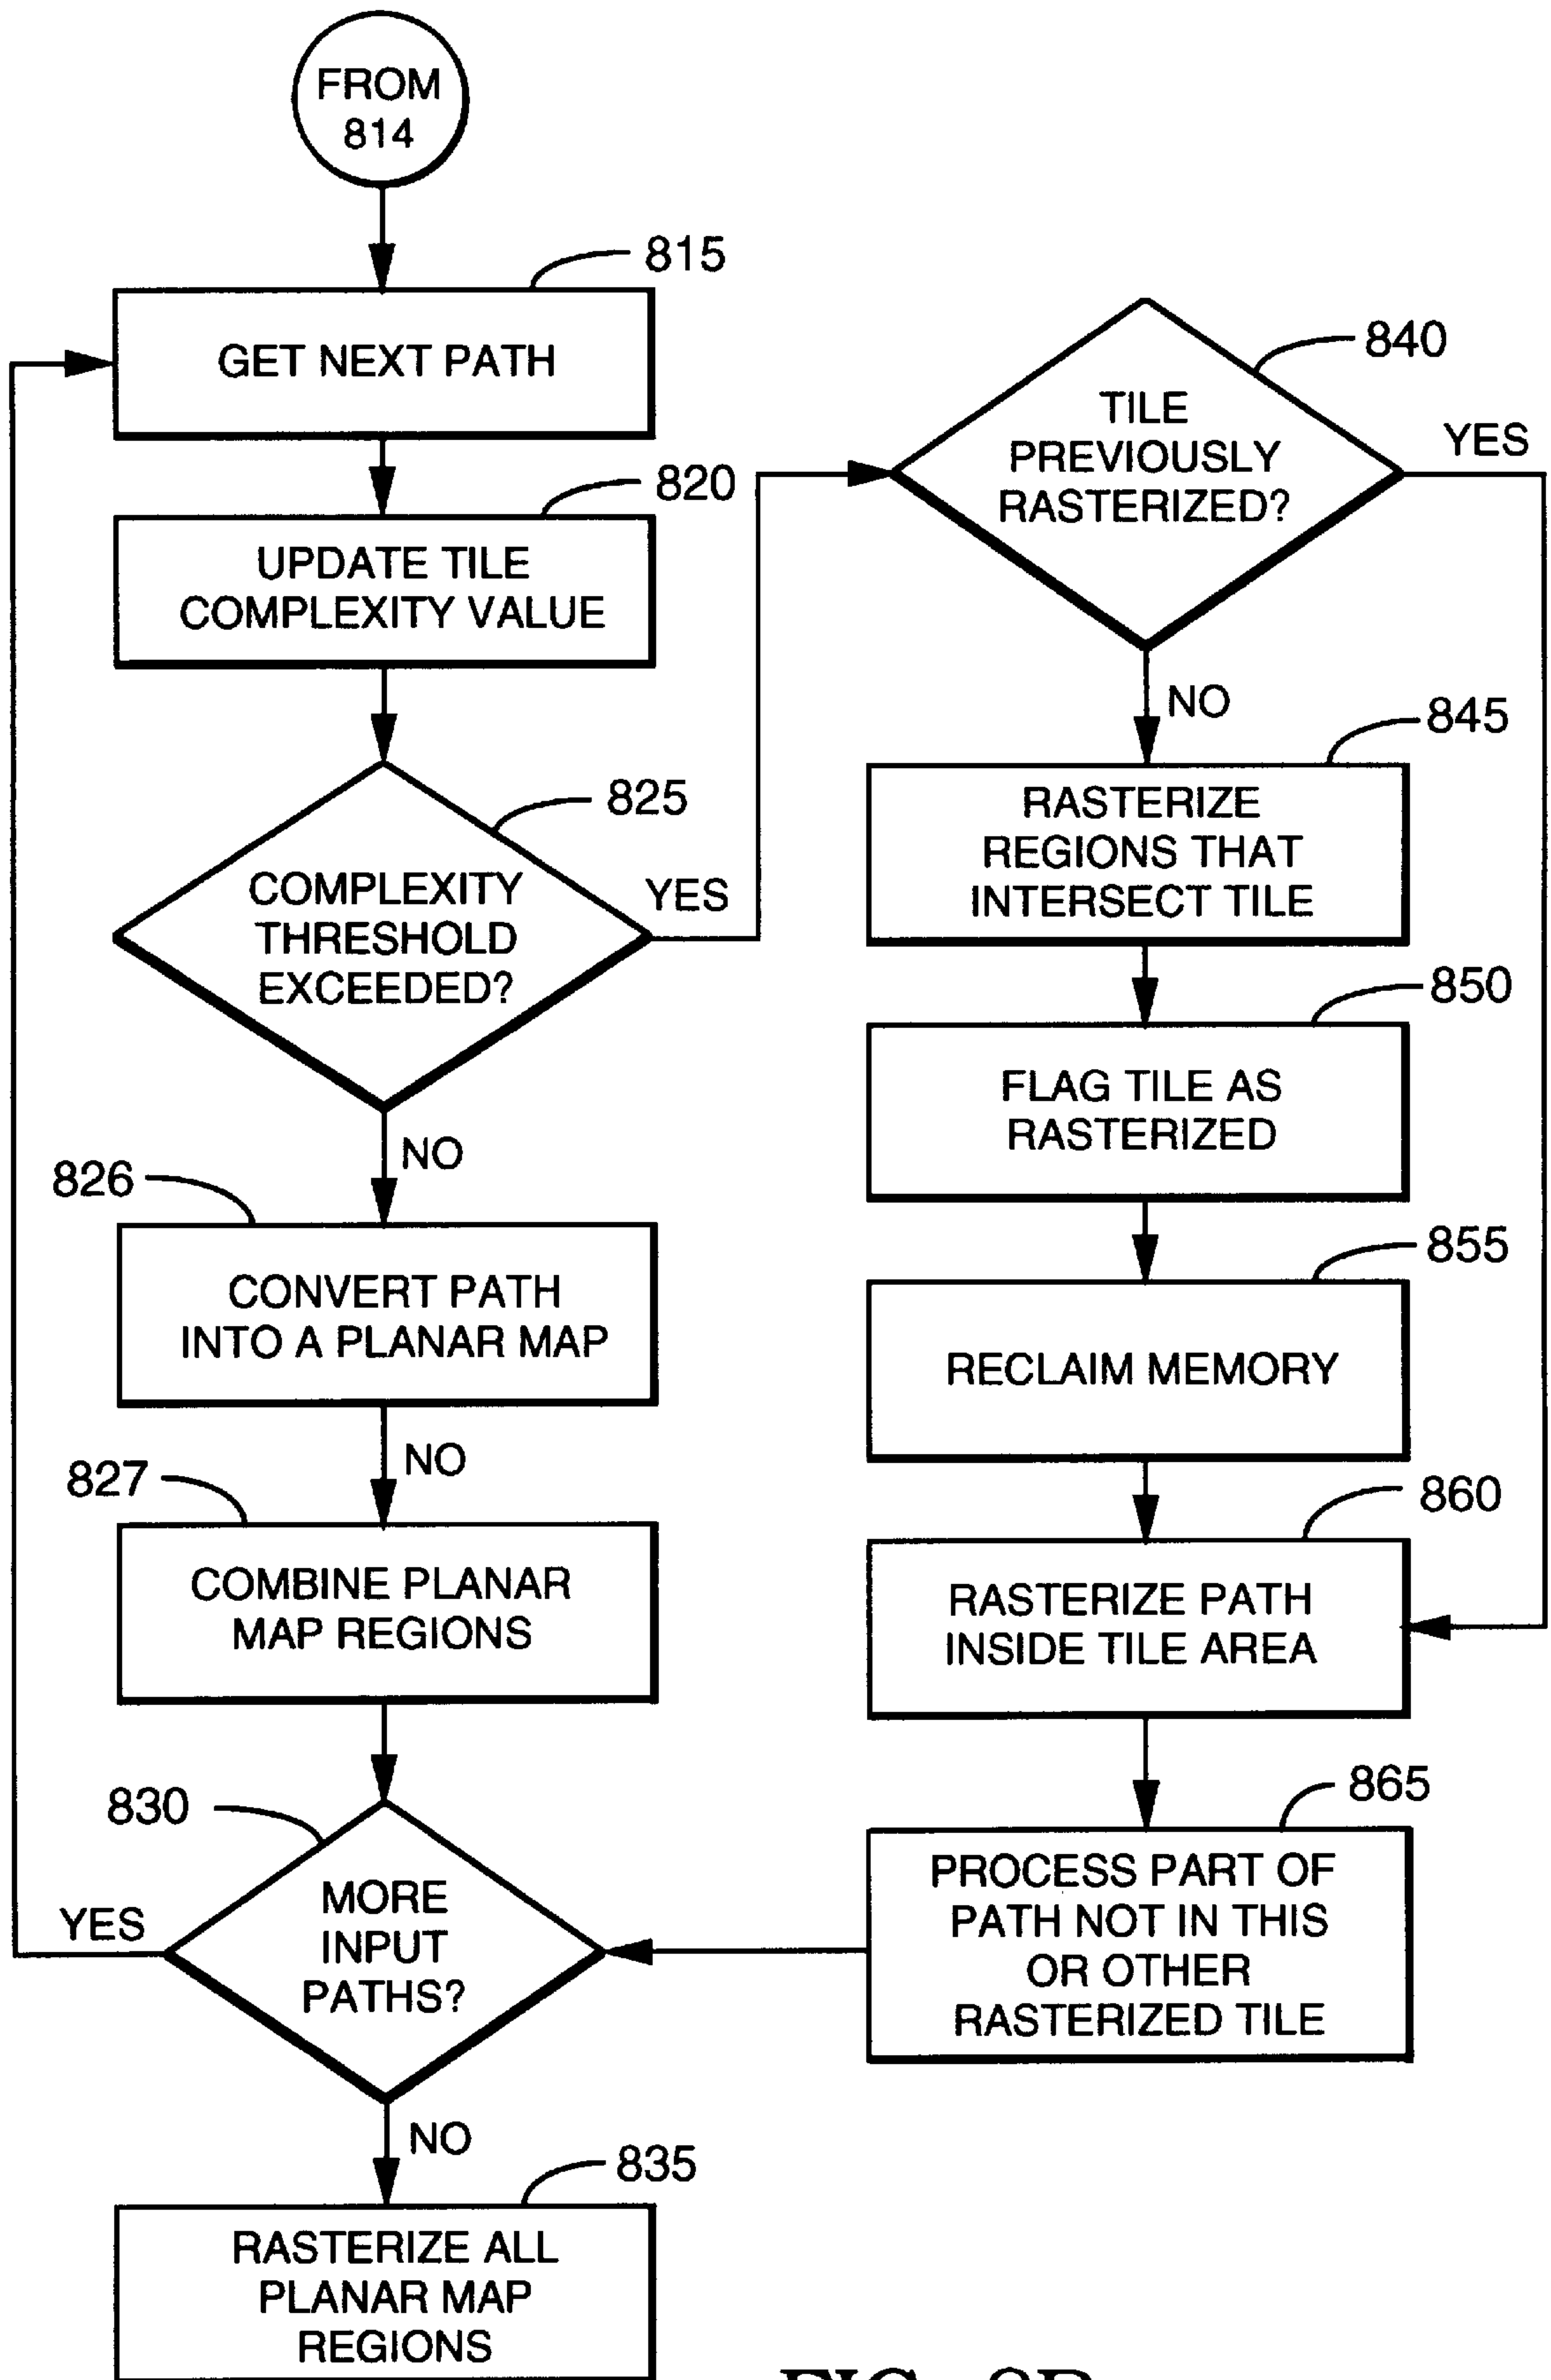 FROM
814
815
GET NEXT PATH
820
UPDATE TILE
COMPLEXITY VALUE
825
COMPLEXITY
THRESHOLD
EXCEEDED?
YES
NO
826
CONVERT PATH
INTO A PLANAR MAP
NO
827
COMBINE PLANAR
MAP REGIONS
830
MORE
INPUT
PATHS?
YES
NO
835
RASTERIZE ALL
PLANAR MAP
REGIONS
840
TILE
PREVIOUSLY
RASTERIZED?
YES
NO
845
RASTERIZE
REGIONS THAT
INTERSECT TILE
850
FLAG TILE AS
RASTERIZED
855
RECLAIM MEMORY
860
RASTERIZE PATH
INSIDE TILE AREA
865
PROCESS PART OF
PATH NOT IN THIS
OR OTHER
RASTERIZED TILE